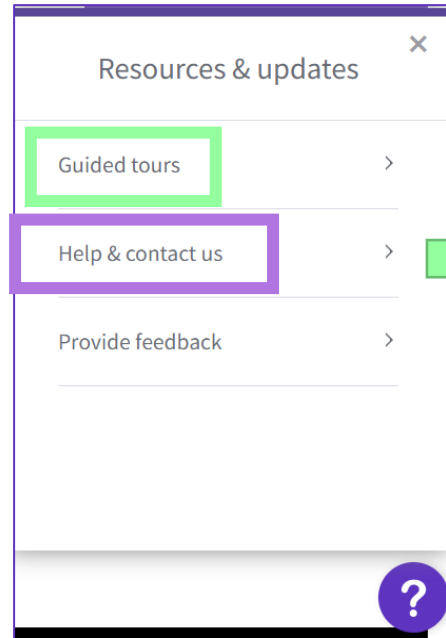 Resources & updates
Guided tours
Help & contact us
Provide feedback
?